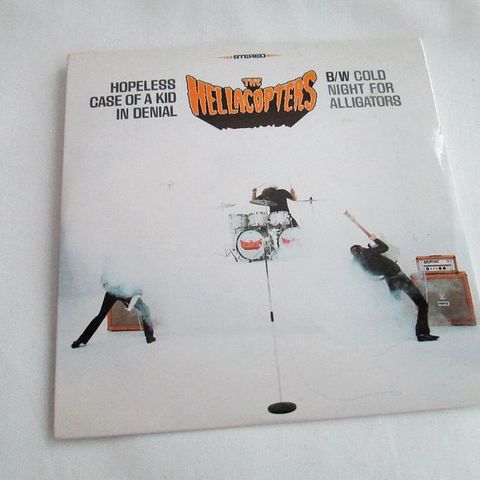 STEREO
HOPELESS
CASE OF A KID
IN DENIAL
THE
HELLACOPTERS
B/W COLD
NIGHT FOR
ALLIGATORS